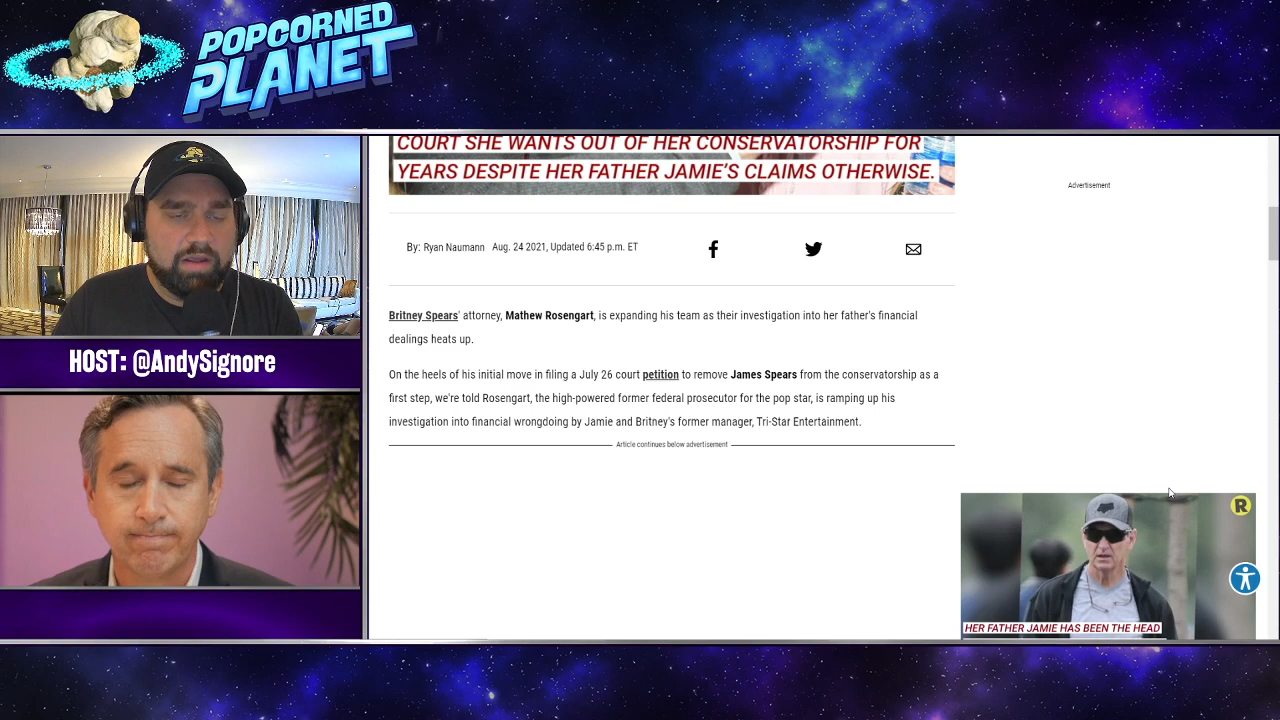 POPCORNED
PLANET
COURT SHE WANTS OUT OF HER CONSERVATORSHIP FOR
YEARS DESPITE HER FATHER JAMIE'S CLAIMS OTHERWISE.
Advertisement
By: Ryan Naumann Aug. 24 2021, Updated 6:45 p.m. ET
Britney Spears' attorney, Mathew Rosengart, is expanding his team as their investigation into her father's financial
dealings heats up.
HOST: @AndySignore
On the heels of his initial move in filing a July 26 court petition to remove James Spears from the conservatorship as a
first step, we're told Rosengart, the high-powered former federal prosecutor for the pop star, is ramping up his
investigation into financial wrongdoing by Jamie and Britney's former manager, Tri-Star Entertainment.
Article continues below advertisement
R
HER FATHER JAMIE HAS BEEN THE HEAD